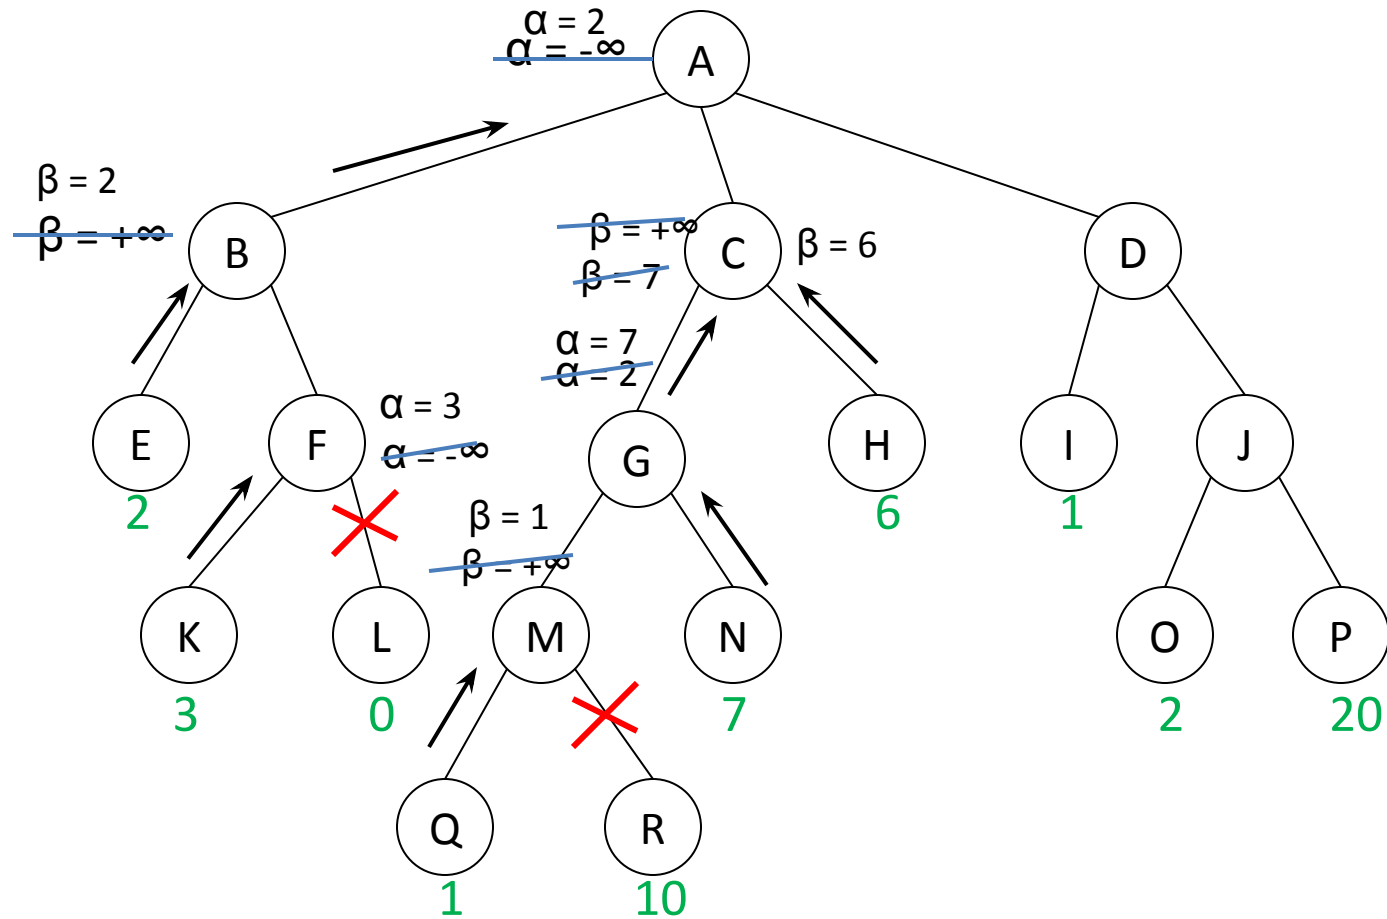 α = 2
α = -∞
A
β = 2
β = +∞
B
β = +∞
β = 7
C
β = 6
D
α = 7
α = 2
E
2
F
α = 3
α = -∞
G
H
6
I
1
J
β = 1
β = +∞
K
3
L
0
M
N
7
O
2
P
20
Q
1
R
10